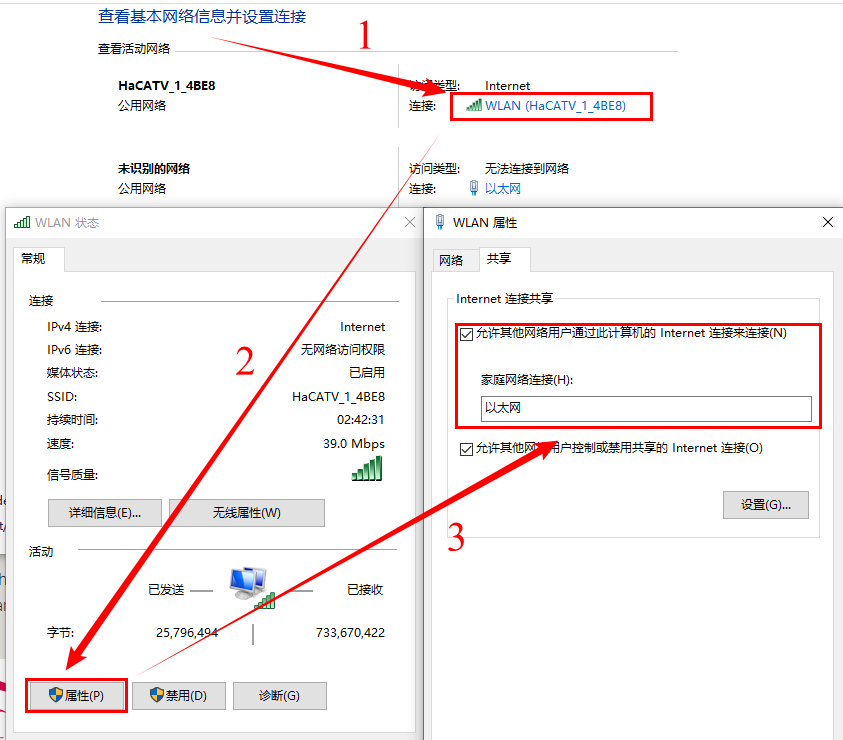 查看基本网络信息并设置连接
1
查看活动网络
HaCATV_1_4BE8
公用网络
访问类型: Internet
连接: WLAN (HaCATV_1_4BE8)
未识别的网络
公用网络
访问类型: 无法连接到网络
连接: 以太网
WLAN 状态
常规
连接
IPv4 连接: Internet
IPv6 连接: 无网络访问权限
媒体状态: 已启用
SSID: HaCATV_1_4BE8
持续时间: 02:42:31
速度: 39.0 Mbps
信号质量:
详细信息(E)... 无线属性(W)
活动
已发送 已接收
字节: 25,796,494 733,670,422
属性(P) 禁用(D) 诊断(G)
2
WLAN 属性
网络 共享
Internet 连接共享
允许其他网络用户通过此计算机的 Internet 连接来连接(N)
家庭网络连接(H):
以太网
允许其他网络用户控制或禁用共享的 Internet 连接(O)
设置(G)...
3